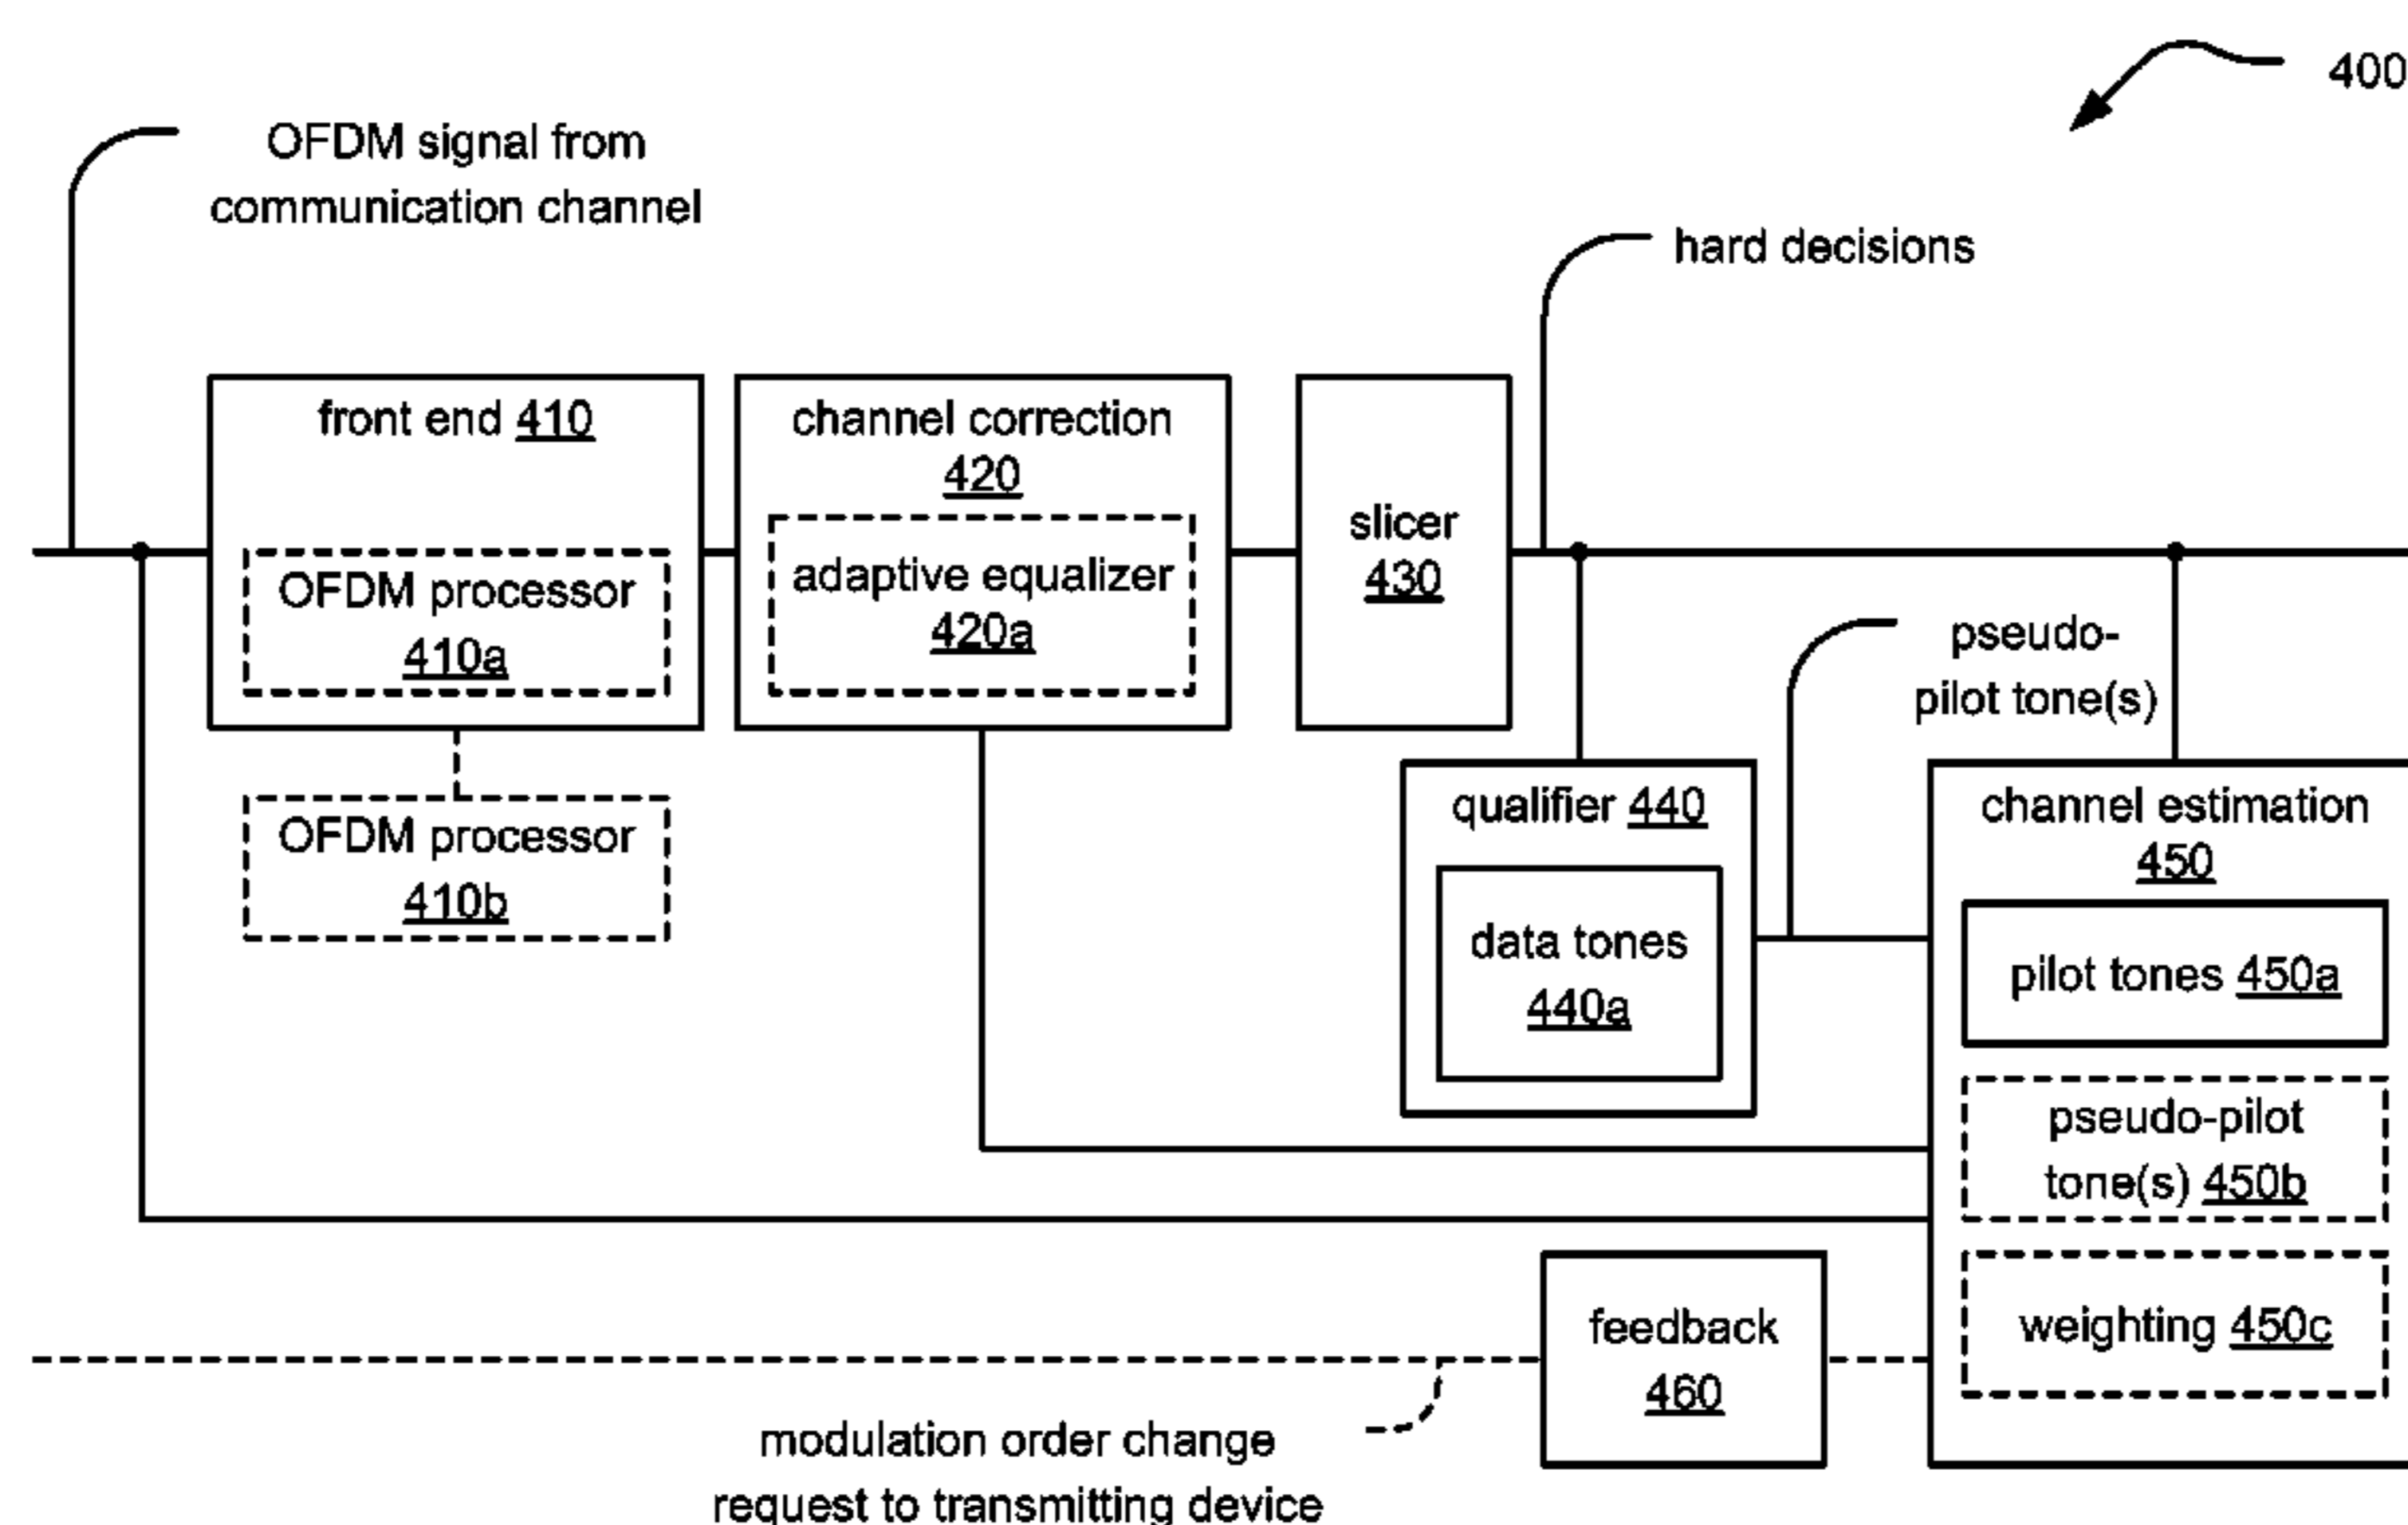 400
OFDM signal from
communication channel
hard decisions
front end 410
OFDM processor
410a
channel correction
420
adaptive equalizer
420a
slicer
430
pseudo-
pilot tone(s)
OFDM processor
410b
qualifier 440
data tones
440a
channel estimation
450
pilot tones 450a
pseudo-pilot
tone(s) 450b
weighting 450c
feedback
460
modulation order change
request to transmitting device